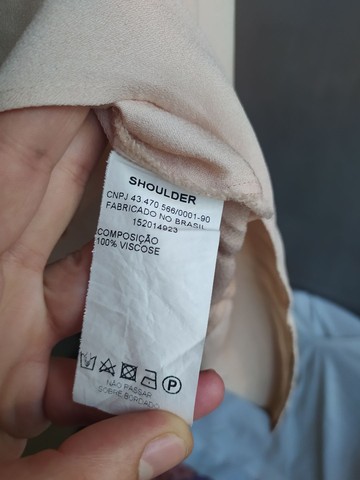 SHOULDER
CNPJ 43.470.566/0001-90
FABRICADO NO BRASIL
152014923
COMPOSIÇÃO
100% VISCOSE
P
NÃO PASSAR
SOBRE BORDADO